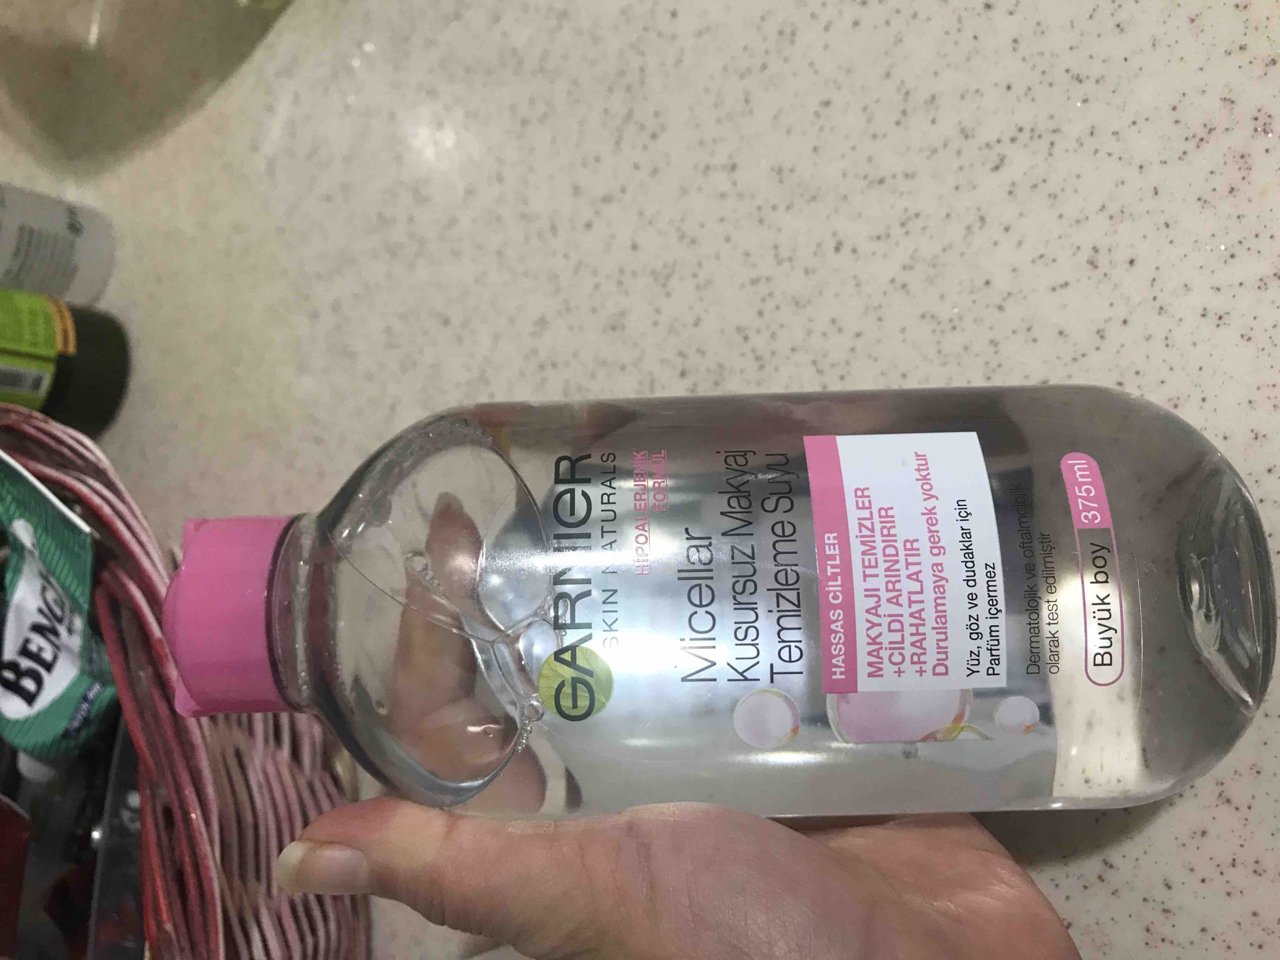 GARNIER
SKIN NATURALS
HİPOALERJENİK
FORMÜL
Micellar
Kusursuz Makyaj
Temizleme Suyu
HASSAS CİLTLER
MAKYAJI TEMİZLER
+CİLDİ ARINDIRIR
+RAHATLATIR
Durulamaya gerek yoktur
Yüz, göz ve dudaklar için
Parfüm içermez
Dermatolojik ve oftalmolojik
olarak test edilmiştir
Büyük boy 375 ml